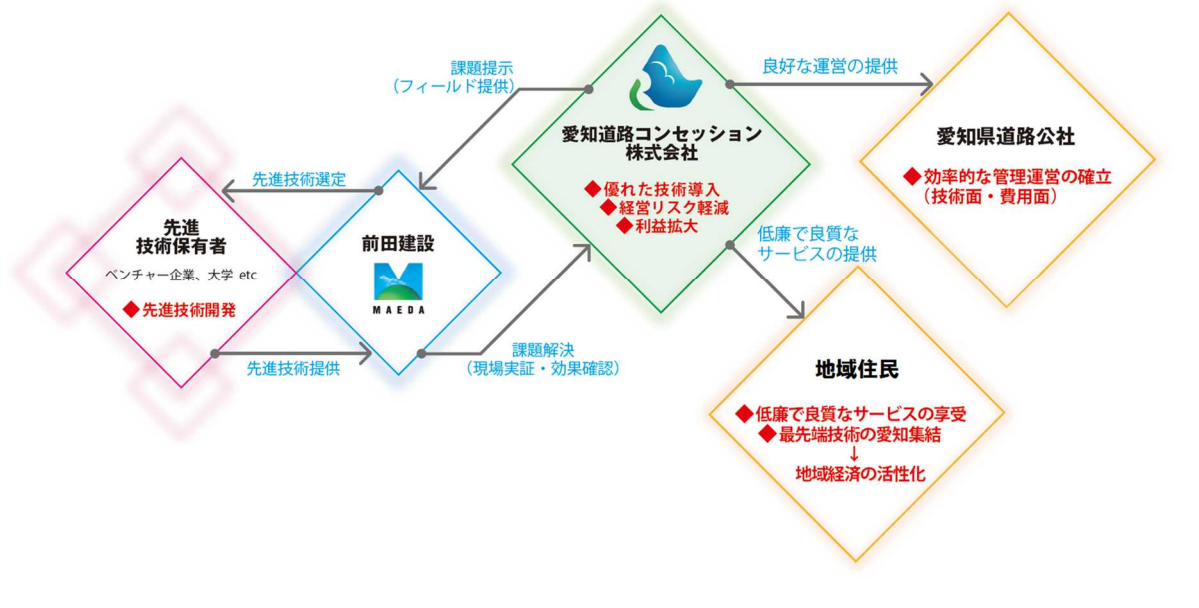 課題提示
（フィールド提供）
良好な運営の提供
愛知道路コンセッション
株式会社
◆優れた技術導入
◆経営リスク軽減
◆利益拡大
愛知県道路公社
◆効率的な管理運営の確立
（技術面・費用面）
先進技術選定
先進
技術保有者
ベンチャー企業、大学 etc
◆先進技術開発
前田建設
MAEDA
低廉で良質な
サービスの提供
先進技術提供
課題解決
（現場実証・効果確認）
地域住民
◆低廉で良質なサービスの享受
◆最先端技術の愛知集結
↓
地域経済の活性化